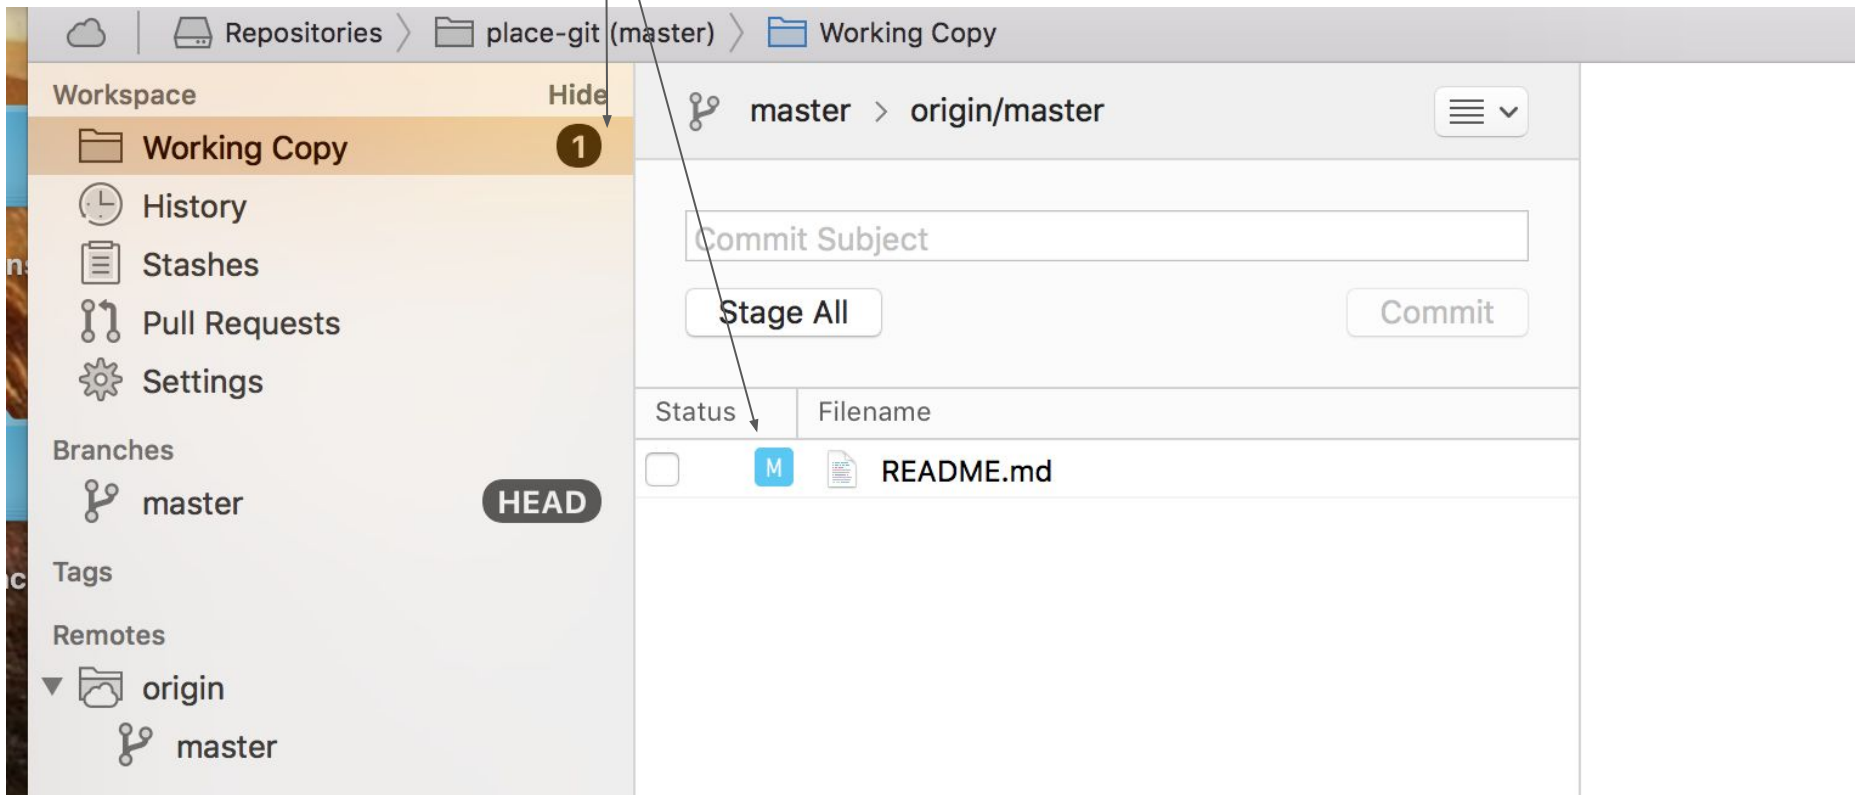 Repositories place-git (master) Working Copy
Workspace Hide
Working Copy 1
History
Stashes
Pull Requests
Settings
Branches
master HEAD
Tags
Remotes
origin
master
master > origin/master
Commit Subject
Stage All Commit
Status Filename
M README.md